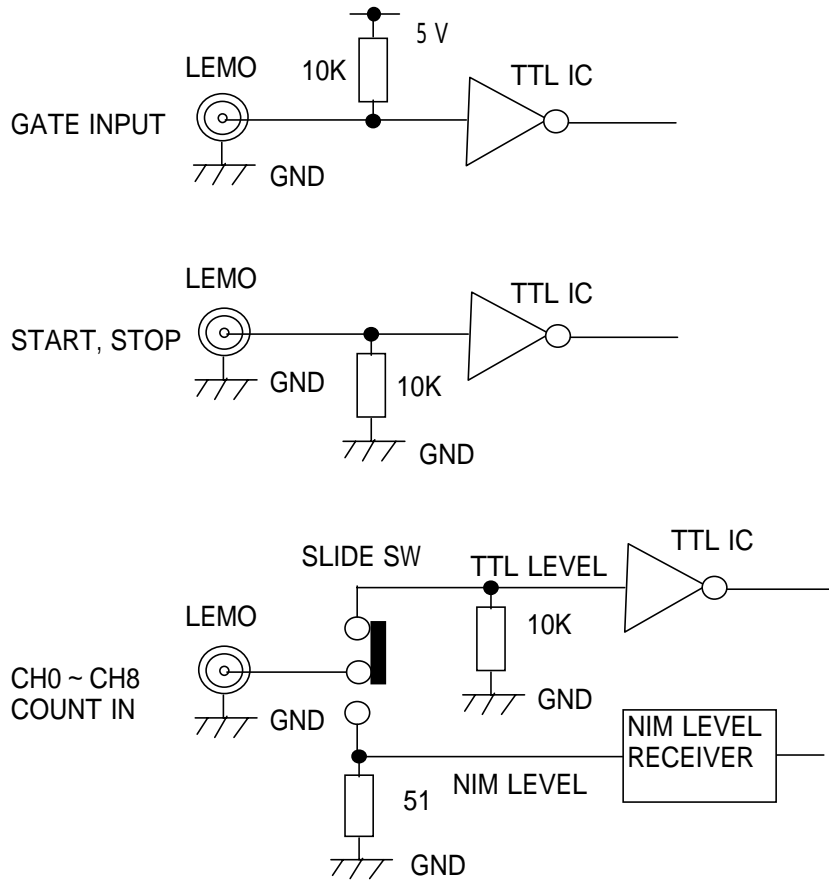 5 V
10K
LEMO
TTL IC
GATE INPUT
GND
LEMO
TTL IC
START, STOP
GND
10K
GND
SLIDE SW
TTL LEVEL
TTL IC
LEMO
10K
CH0 ~ CH8
COUNT IN
GND
GND
NIM LEVEL
RECEIVER
51
NIM LEVEL
GND